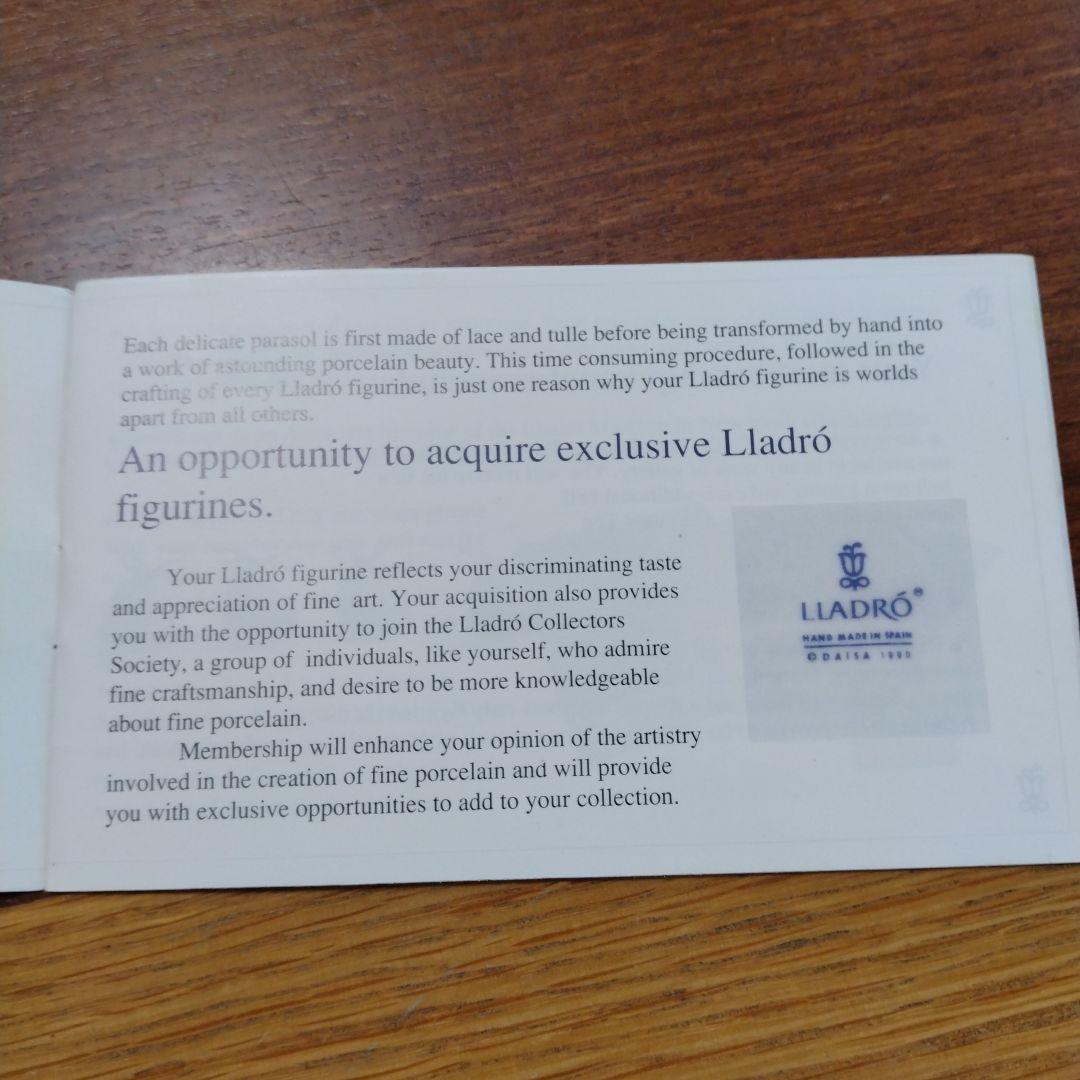 Each delicate parasol is first made of lace and tulle before being transformed by hand into
a work of astounding porcelain beauty. This time consuming procedure, followed in the
crafting of every Lladró figurine, is just one reason why your Lladró figurine is worlds
apart from all others.
An opportunity to acquire exclusive Lladró
figurines.
Your Lladró figurine reflects your discriminating taste
and appreciation of fine art. Your acquisition also provides
you with the opportunity to join the Lladró Collectors
Society, a group of individuals, like yourself, who admire
fine craftsmanship, and desire to be more knowledgeable
about fine porcelain.
Membership will enhance your opinion of the artistry
involved in the creation of fine porcelain and will provide
you with exclusive opportunities to add to your collection.
LLADRÓ®
HAND MADE IN SPAIN
© DAISA 1990